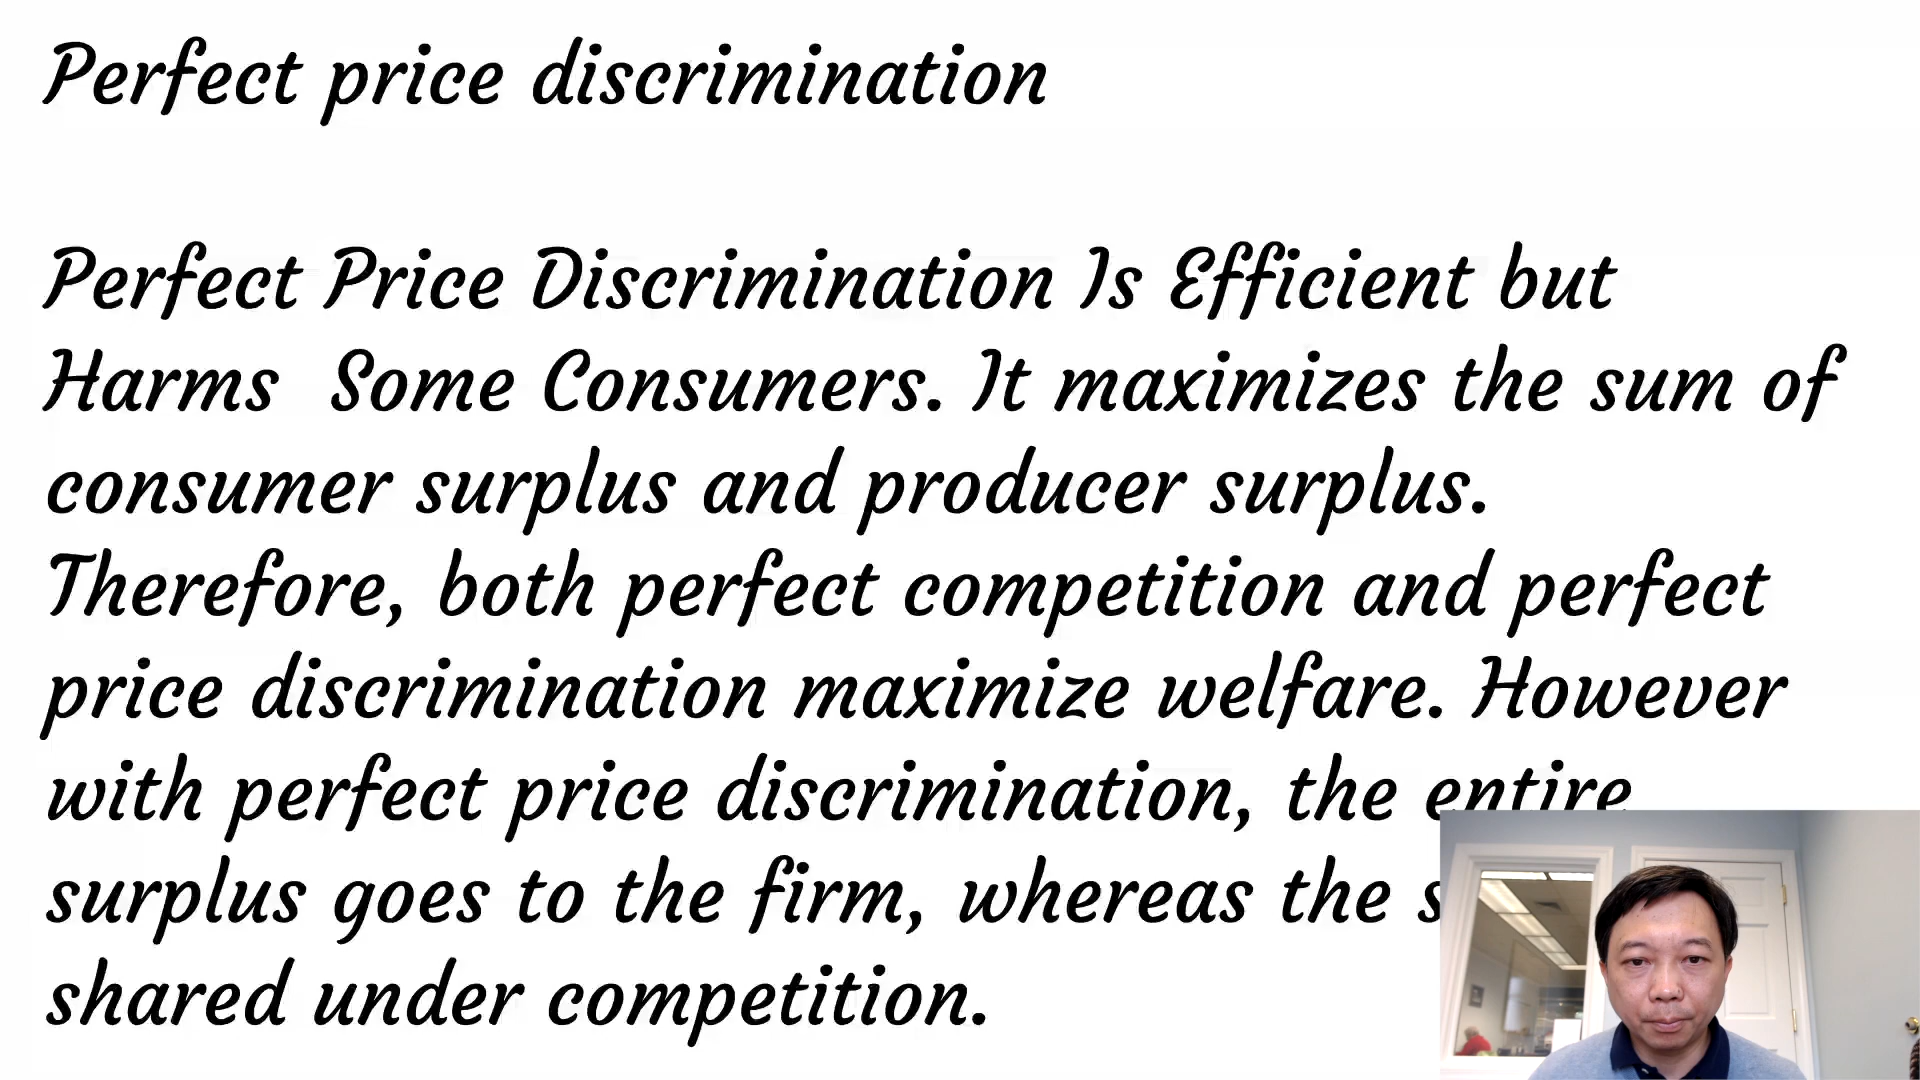 Perfect price discrimination
Perfect Price Discrimination Is Efficient but
Harms Some Consumers. It maximizes the sum of
consumer surplus and producer surplus.
Therefore, both perfect competition and perfect
price discrimination maximize welfare. However
with perfect price discrimination, the entire
surplus goes to the firm, whereas the
shared under competition.